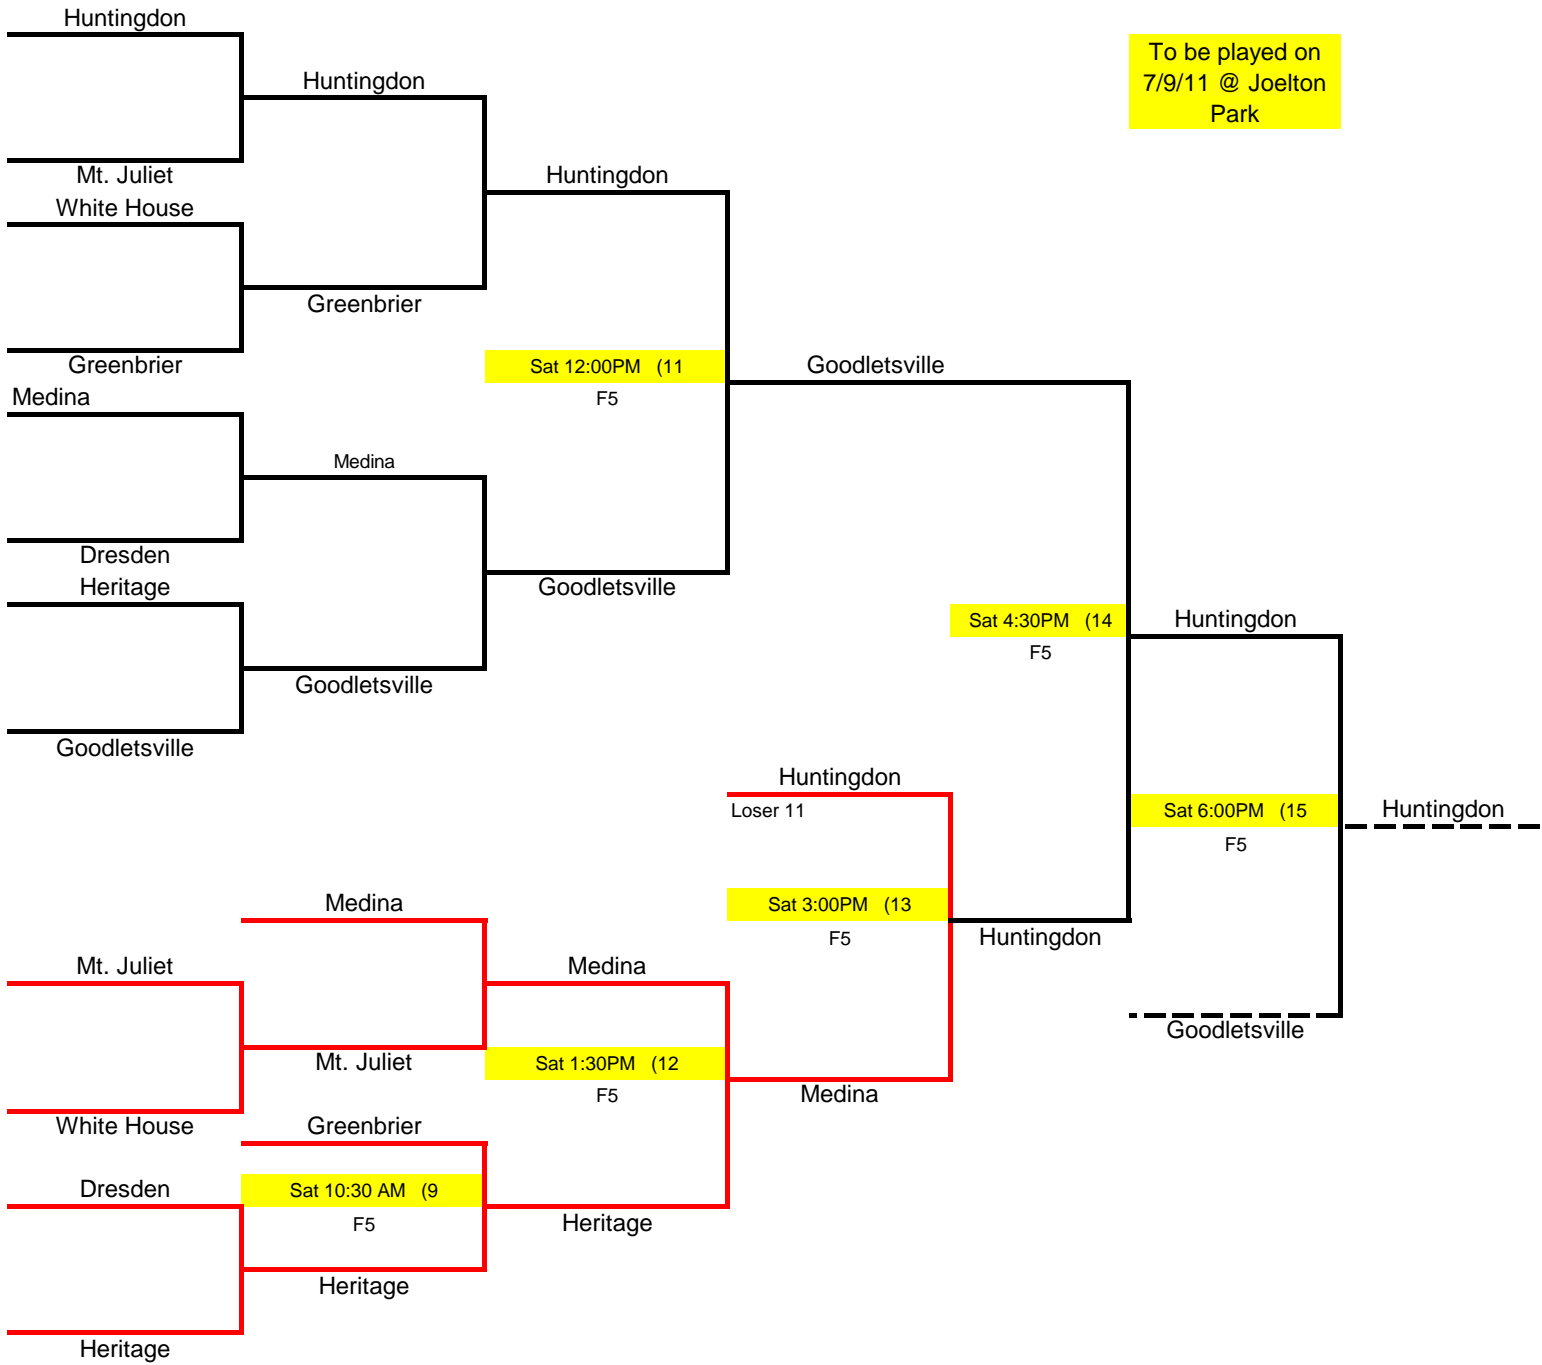 Huntingdon
To be played on
7/9/11 @ Joelton
Park
Huntingdon
Mt. Juliet
Huntingdon
White House
Greenbrier
Greenbrier
Sat 12:00PM (11
Goodletsville
F5
Medina
Medina
Dresden
Heritage
Goodletsville
Sat 4:30PM (14
Huntingdon
F5
Goodletsville
Goodletsville
Huntingdon
Loser 11
Sat 6:00PM (15
Huntingdon
F5
Medina
Sat 3:00PM (13
F5
Huntingdon
Mt. Juliet
Medina
Goodletsville
Mt. Juliet
Sat 1:30PM (12
F5
Medina
White House
Greenbrier
Dresden
Sat 10:30 AM (9
F5
Heritage
Heritage
Heritage